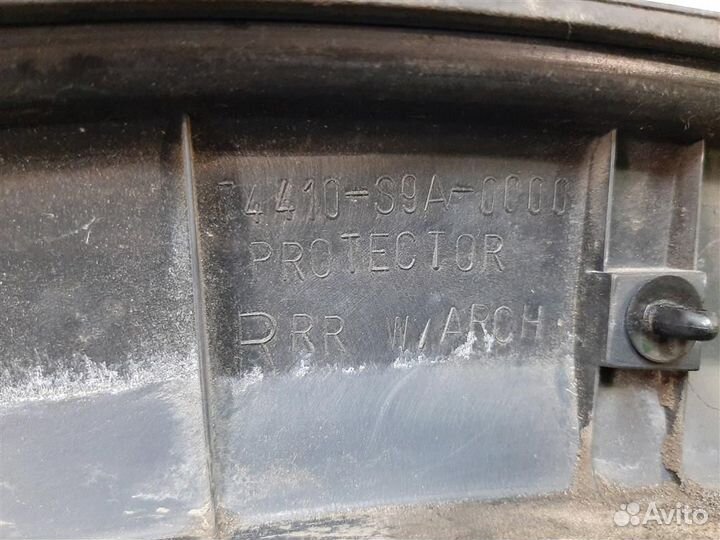 74410-S9A-0000
PROTECTOR
R RR W/ARCH
Avito